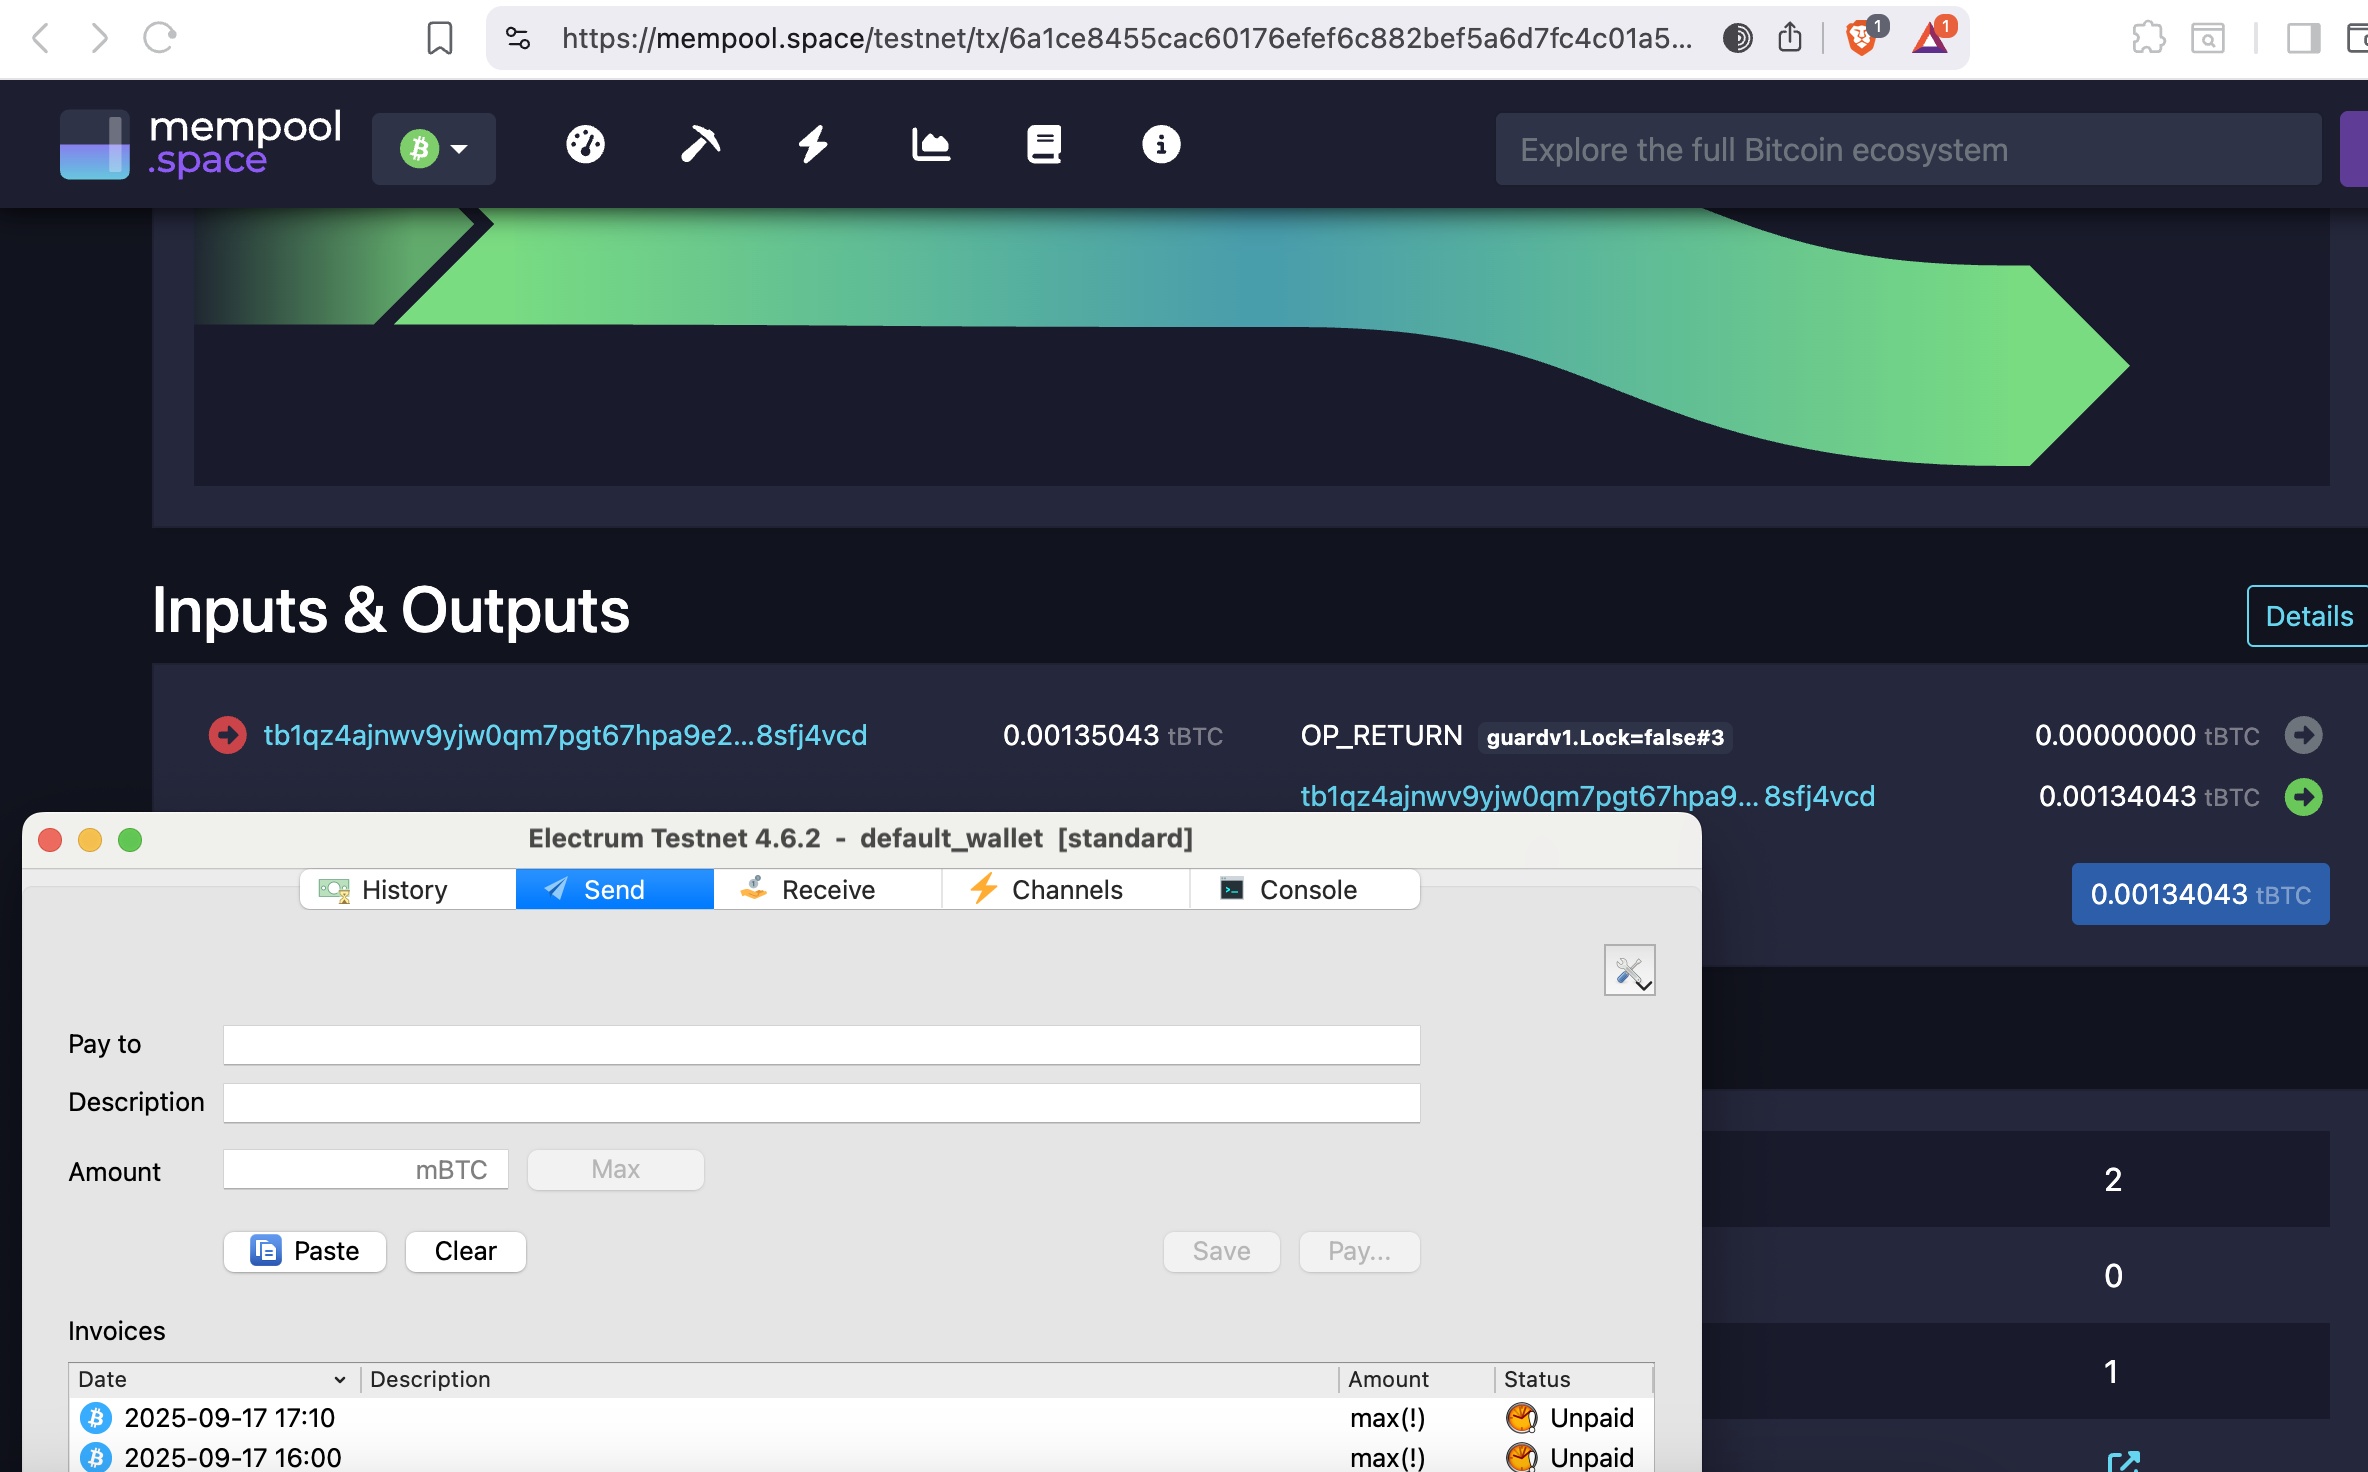 https://mempool.space/testnet/tx/6a1ce8455cac60176efef6c882bef5a6d7fc4c01a5...
1
1
mempool
.space
Explore the full Bitcoin ecosystem
Inputs & Outputs
Details
tb1qz4ajnwv9yjw0qm7pgt67hpa9e2...8sfj4vcd 0.00135043 tBTC OP_RETURN guardv1.Lock=false#3 0.00000000 tBTC
tb1qz4ajnwv9yjw0qm7pgt67hpa9...8sfj4vcd 0.00134043 tBTC
0.00134043 tBTC
Electrum Testnet 4.6.2 - default_wallet [standard]
History Send Receive Channels Console
Pay to
Description
Amount mBTC Max
Paste Clear Save Pay...
Invoices
Date Description Amount Status
2025-09-17 17:10 max(!) Unpaid
2025-09-17 16:00 max(!) Unpaid
2
0
1